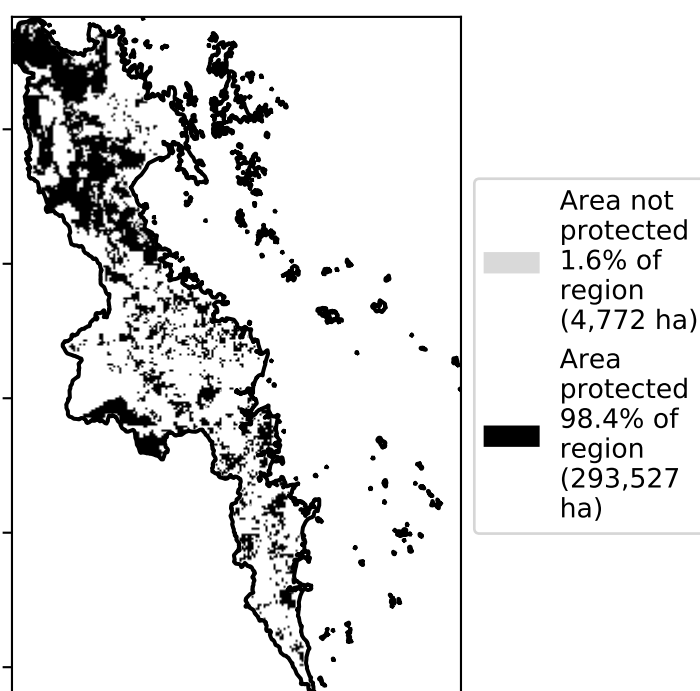 Area not
protected
1.6% of
region
(4,772 ha)
Area
protected
98.4% of
region
(293,527
ha)